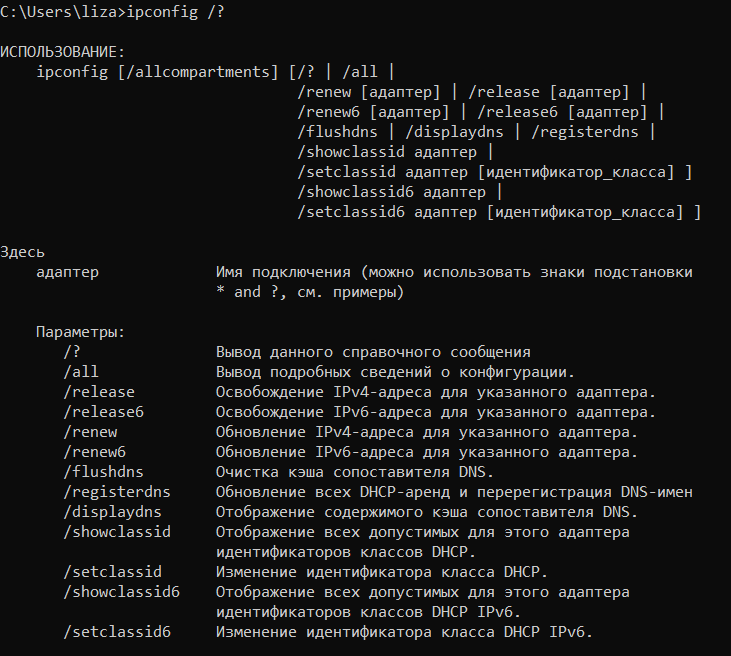 C:\Users\liza>ipconfig /?
ИСПОЛЬЗОВАНИЕ:
ipconfig [/allcompartments] [/? | /all |
/renew [адаптер] | /release [адаптер] |
/renew6 [адаптер] | /release6 [адаптер] |
/flushdns | /displaydns | /registerdns |
/showclassid адаптер |
/setclassid адаптер [идентификатор_класса] ]
/showclassid6 адаптер |
/setclassid6 адаптер [идентификатор_класса] ]
Здесь
адаптер Имя подключения (можно использовать знаки подстановки
* and ?, см. примеры)
Параметры:
/? Вывод данного справочного сообщения
/all Вывод подробных сведений о конфигурации.
/release Освобождение IPv4-адреса для указанного адаптера.
/release6 Освобождение IPv6-адреса для указанного адаптера.
/renew Обновление IPv4-адреса для указанного адаптера.
/renew6 Обновление IPv6-адреса для указанного адаптера.
/flushdns Очистка кэша сопоставителя DNS.
/registerdns Обновление всех DHCP-аренд и перерегистрация DNS-имен
/displaydns Отображение содержимого кэша сопоставителя DNS.
/showclassid Отображение всех допустимых для этого адаптера
идентификаторов классов DHCP.
/setclassid Изменение идентификатора класса DHCP.
/showclassid6 Отображение всех допустимых для этого адаптера
идентификаторов классов DHCP IPv6.
/setclassid6 Изменение идентификатора класса DHCP IPv6.